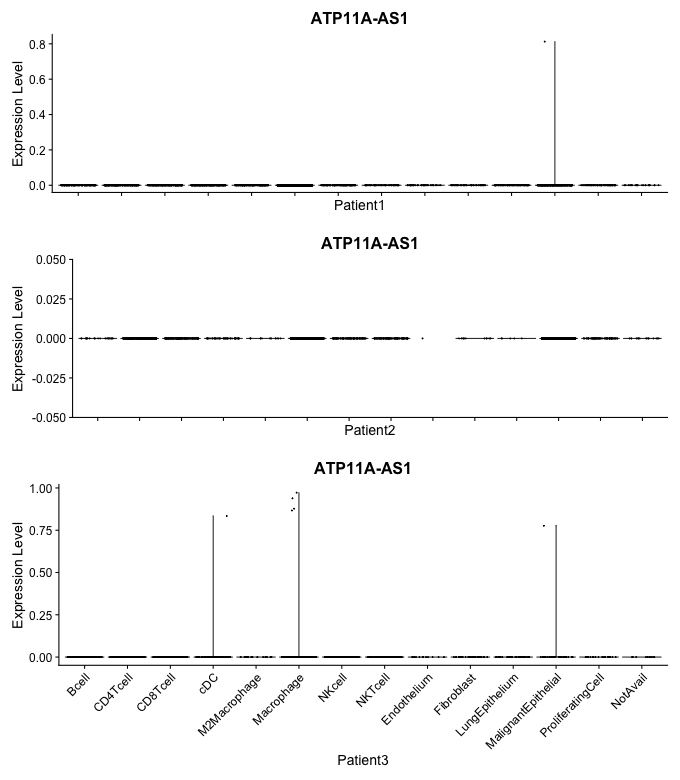 ATP11A-AS1
Expression Level
0.8
0.6
0.4
0.2
0.0
Patient1
ATP11A-AS1
Expression Level
0.050
0.025
0.000
-0.025
-0.050
Patient2
ATP11A-AS1
Expression Level
1.00
0.75
0.50
0.25
0.00
Bcell
CD4Tcell
CD8Tcell
cDC
M2Macrophage
Macrophage
NKcell
NKTcell
Endothelium
Fibroblast
LungEpithelium
MalignantEpithelial
ProliferatingCell
NotAvail
Patient3